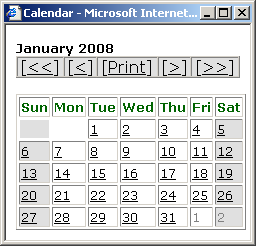 Calendar - Microsoft Internet...
January 2008
[<<] [<] [Print] [>] [>>]
Sun Mon Tue Wed Thu Fri Sat
1 2 3 4 5
6 7 8 9 10 11 12
13 14 15 16 17 18 19
20 21 22 23 24 25 26
27 28 29 30 31 1 2